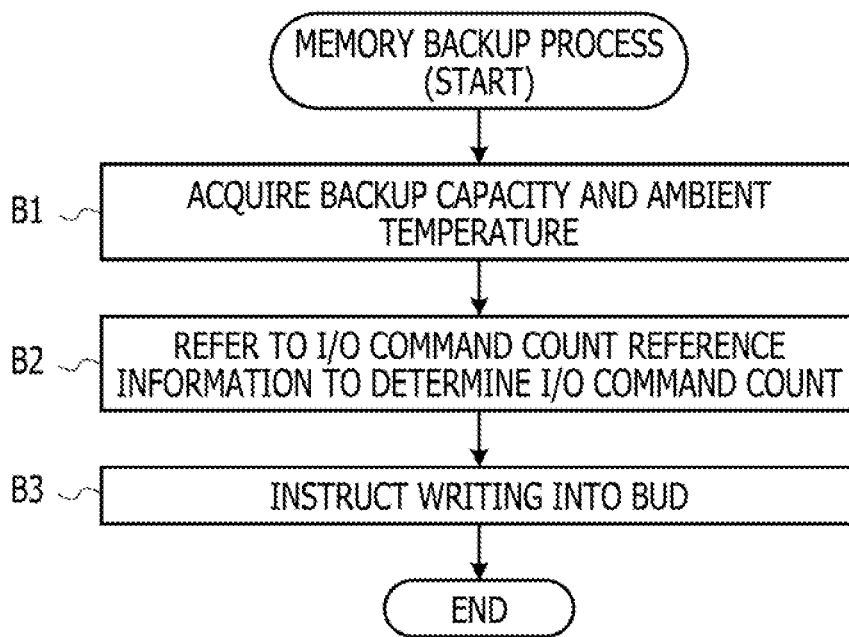 MEMORY BACKUP PROCESS
(START)
B1
ACQUIRE BACKUP CAPACITY AND AMBIENT
TEMPERATURE
B2
REFER TO I/O COMMAND COUNT REFERENCE
INFORMATION TO DETERMINE I/O COMMAND COUNT
B3
INSTRUCT WRITING INTO BUD
END